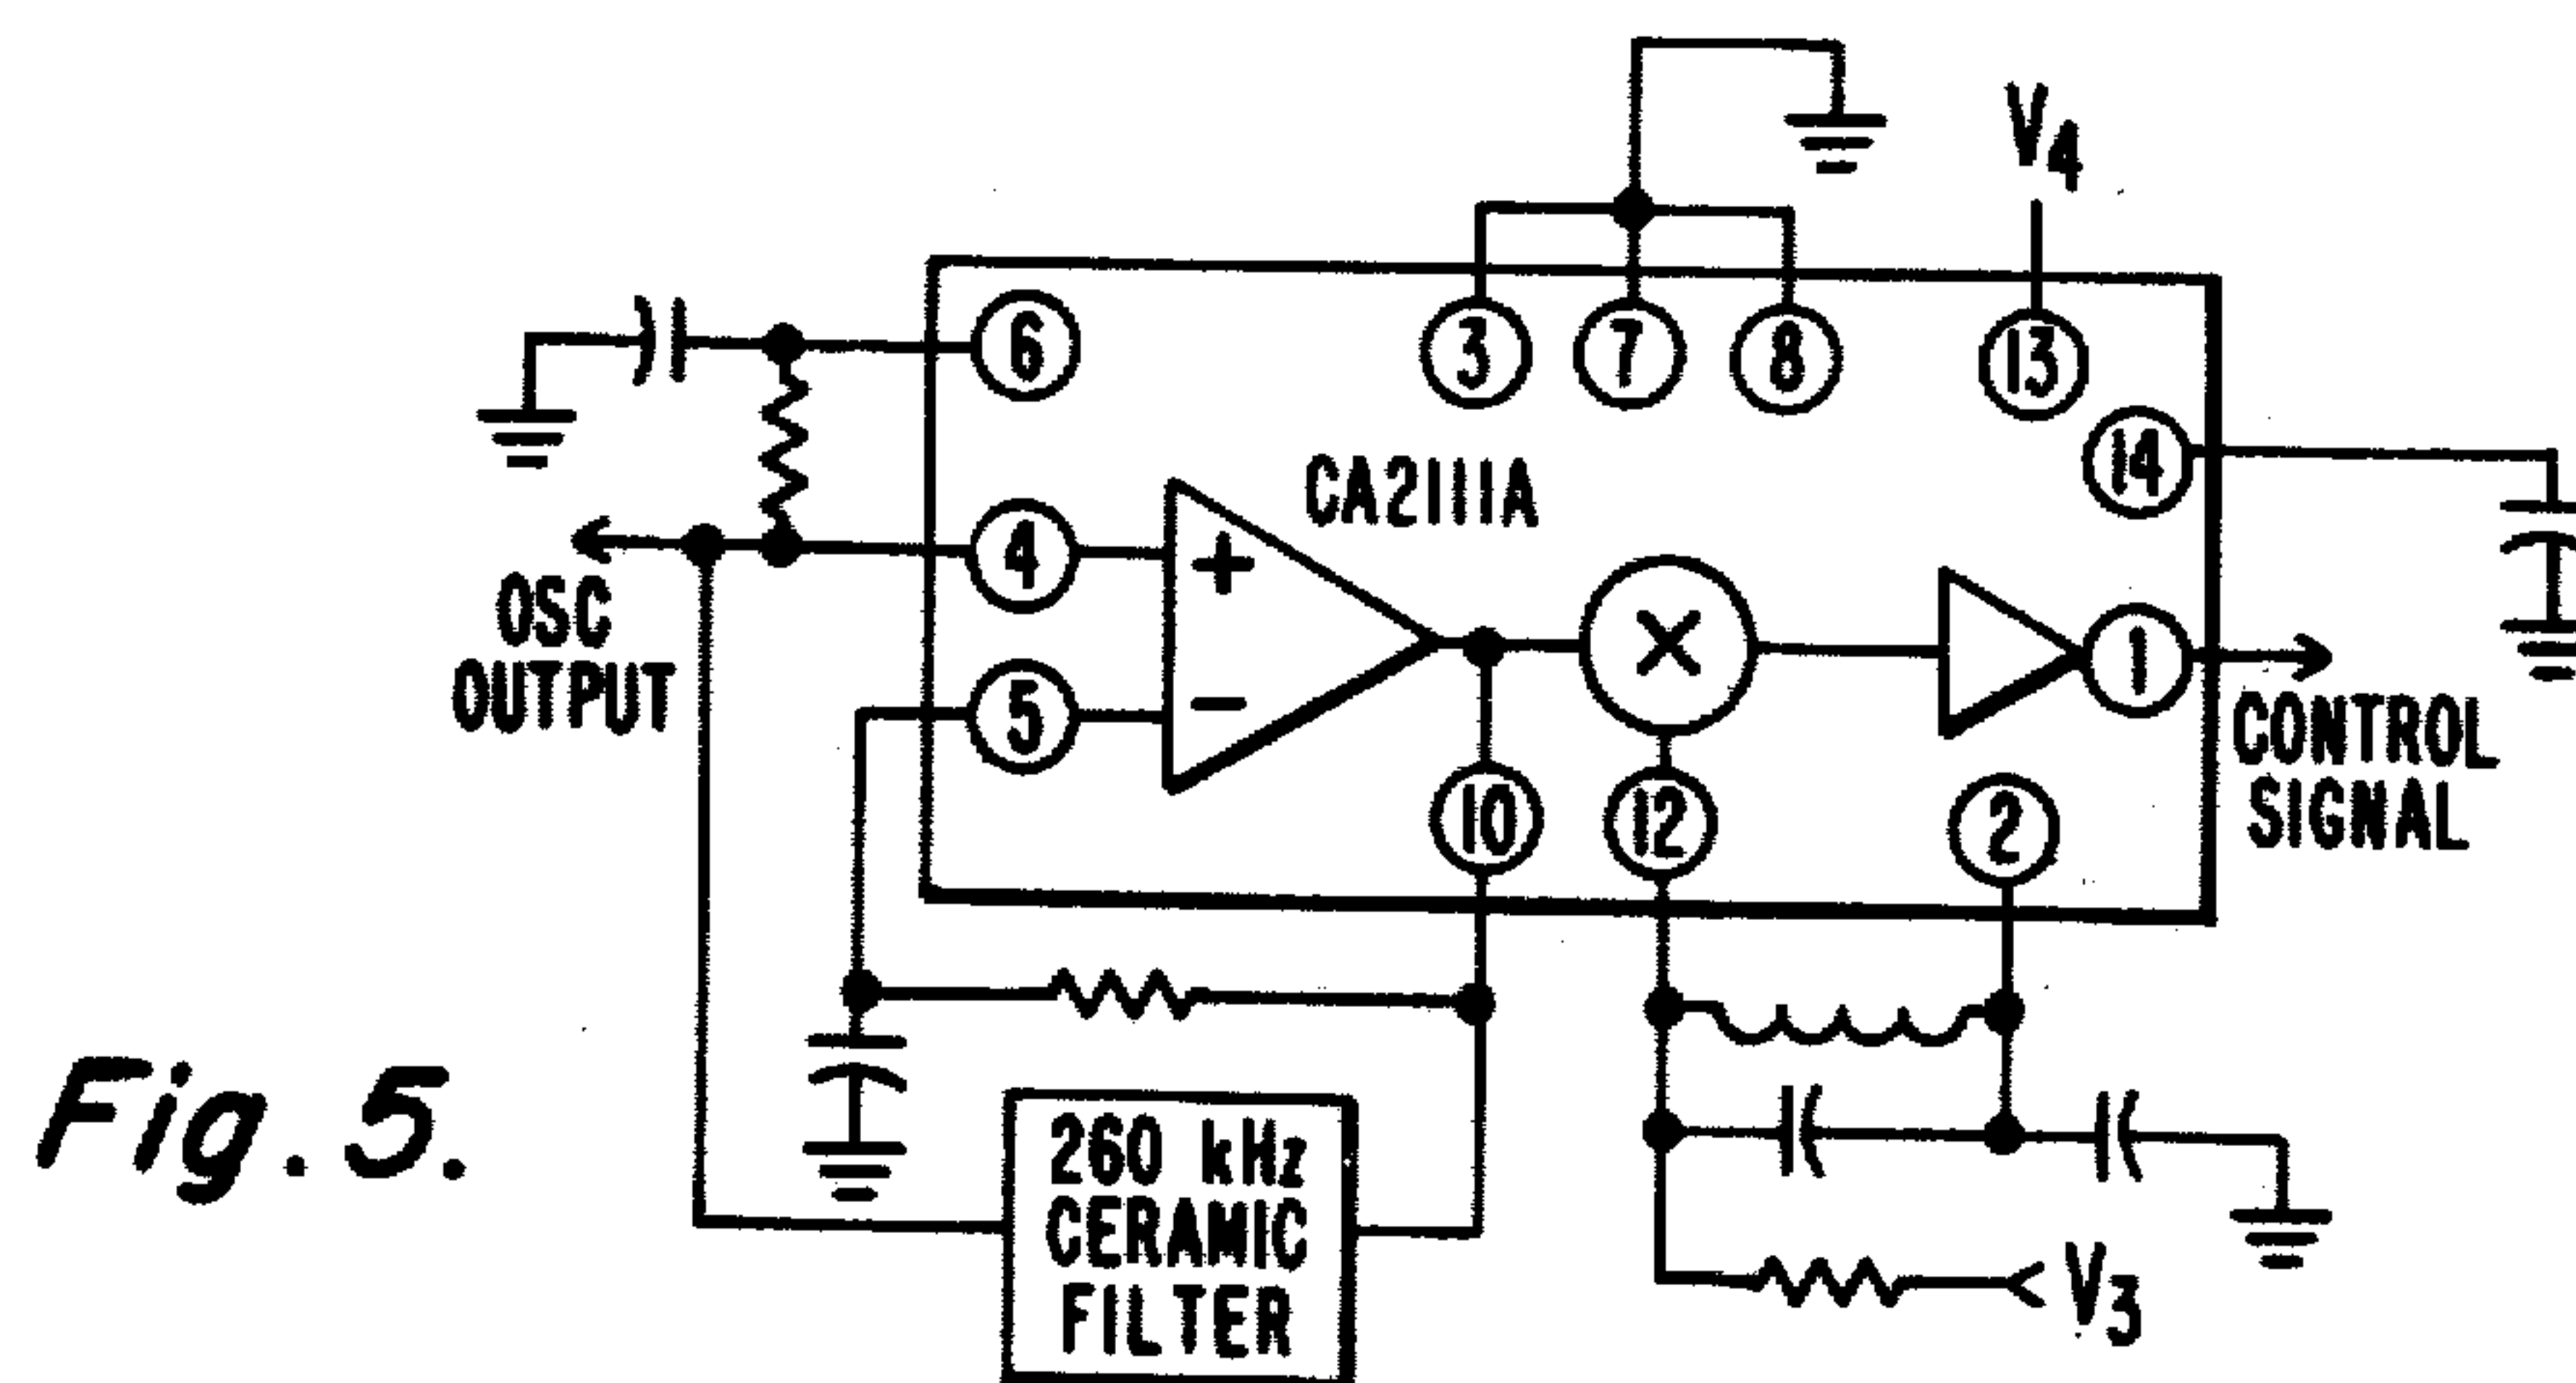 V4
6
3
7
8
13
14
CA2111A
4
+
OSC
OUTPUT
×
1
5
−
CONTROL
SIGNAL
10
12
2
Fig. 5.
260 kHz
CERAMIC
FILTER
V3